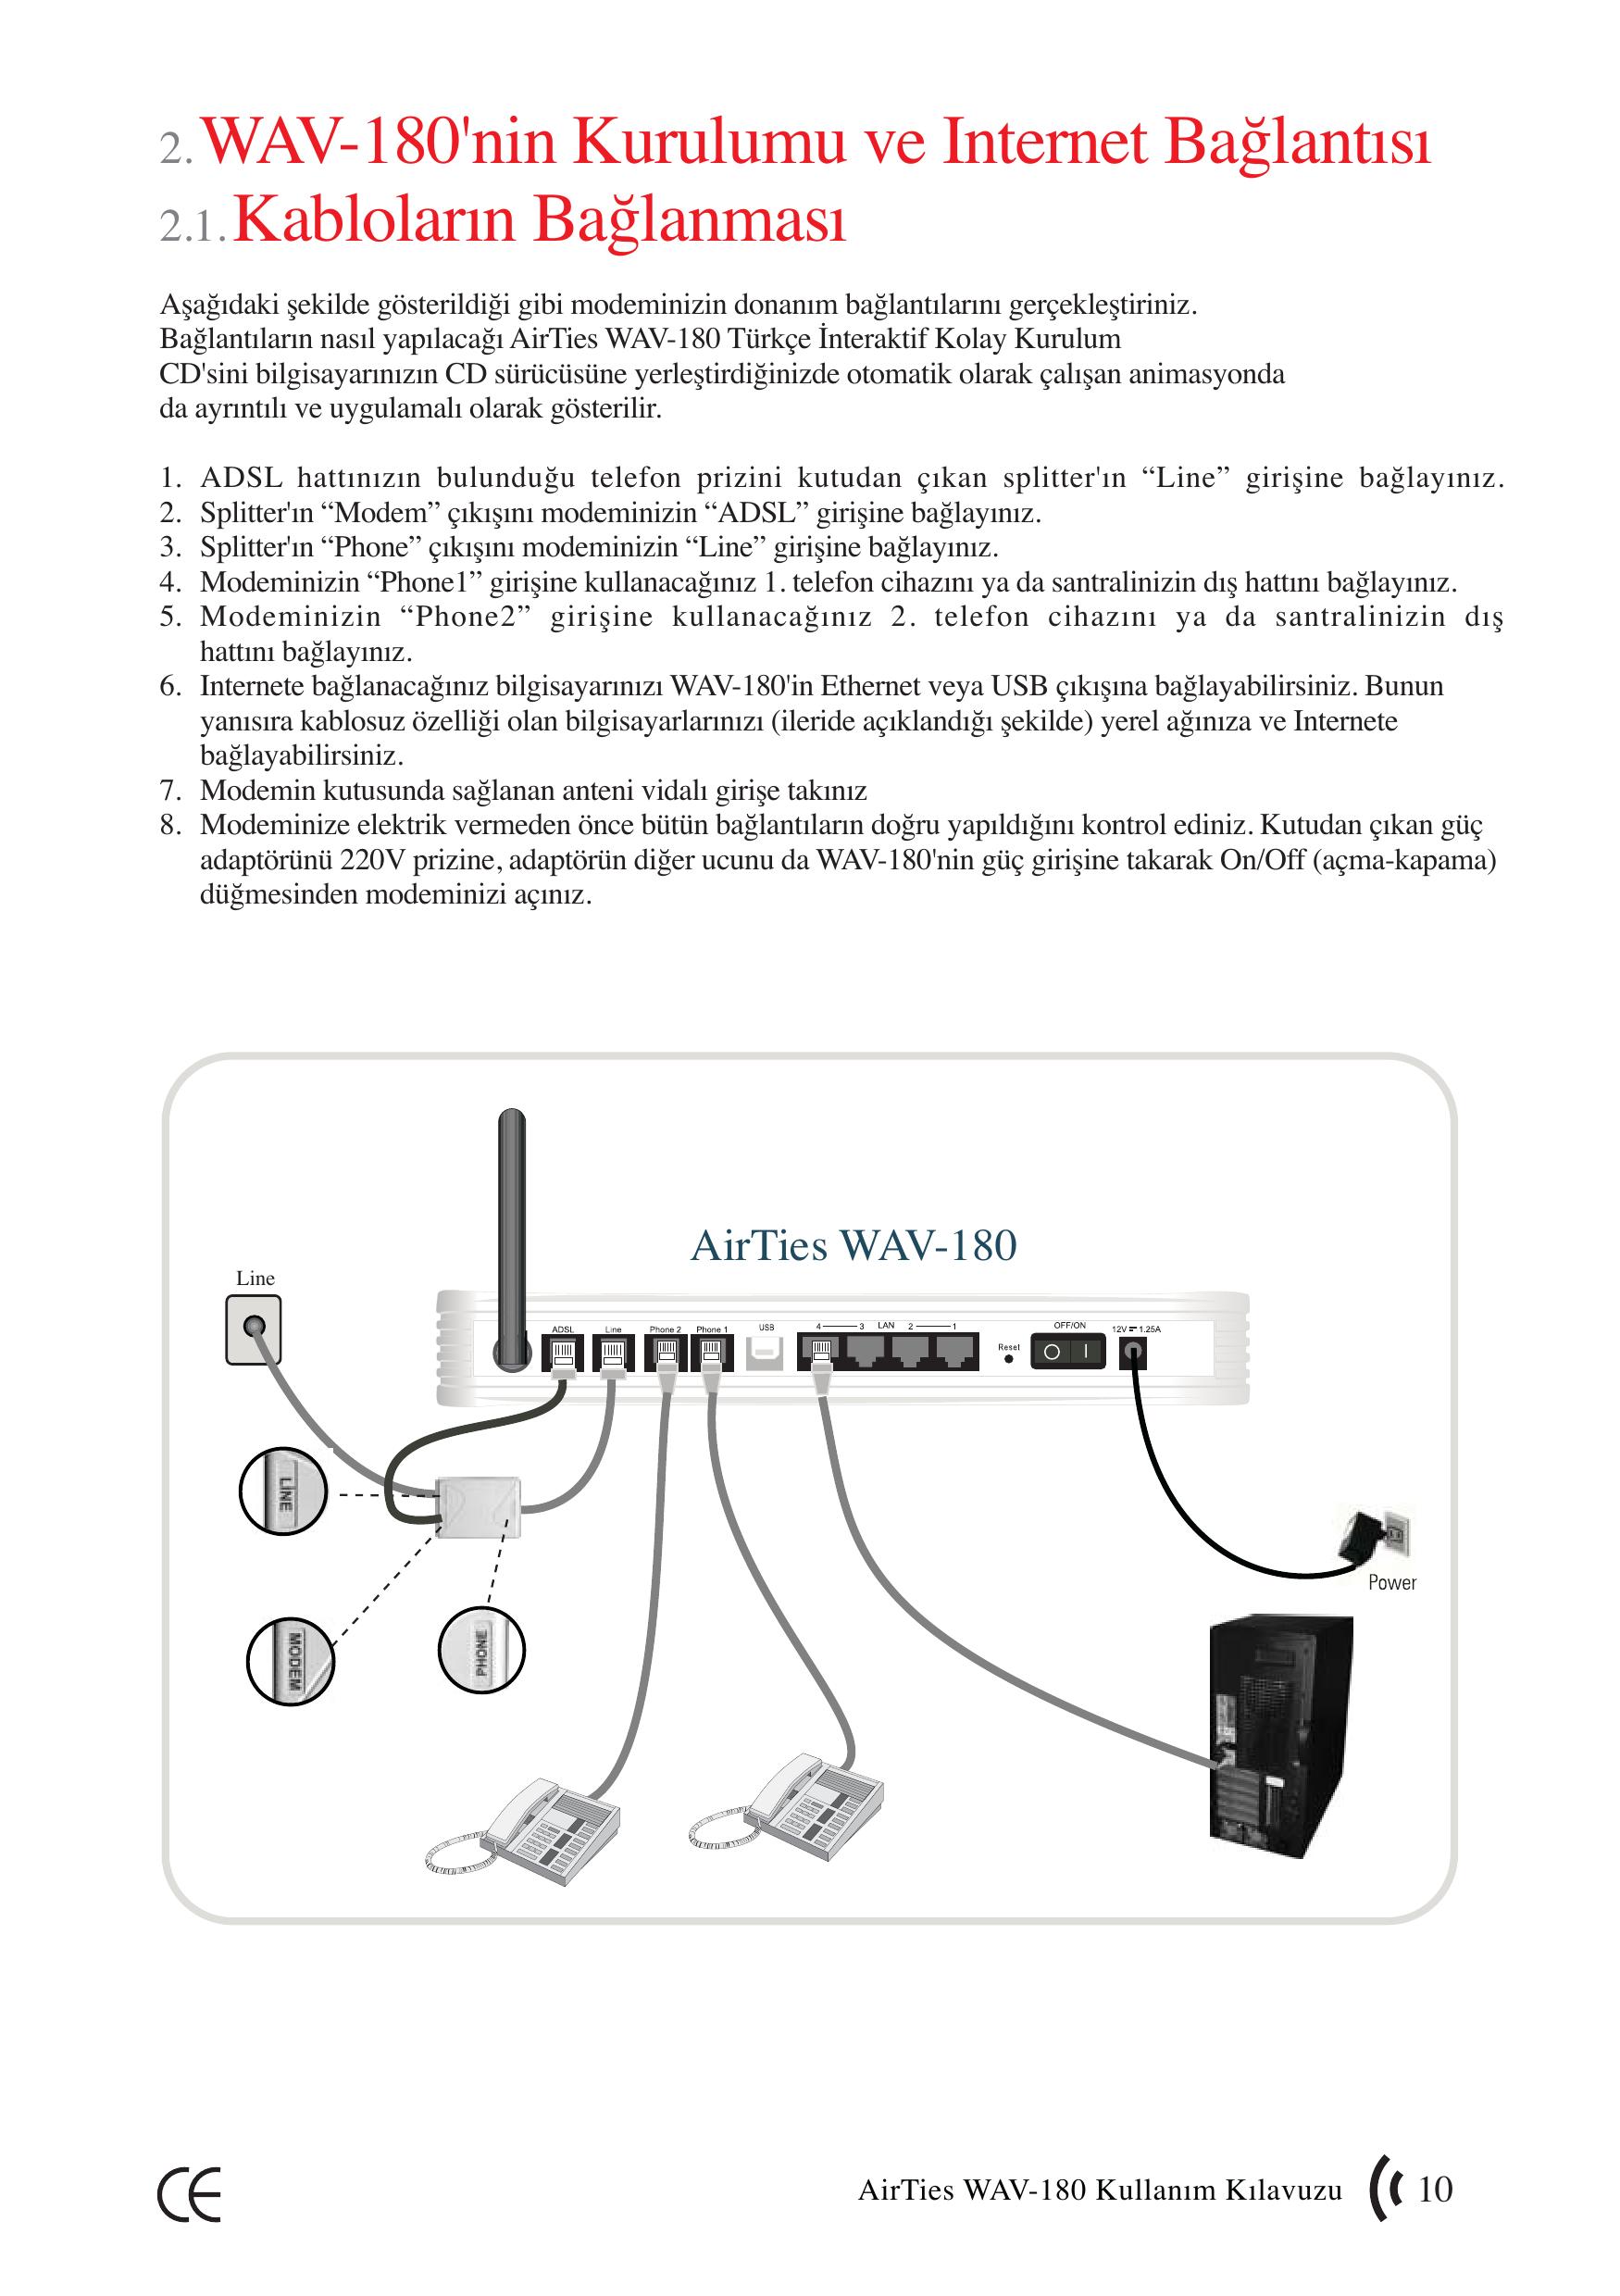 2. WAV-180'nin Kurulumu ve Internet Bağlantısı
2.1. Kabloların Bağlanması
Aşağıdaki şekilde gösterildiği gibi modeminizin donanım bağlantılarını gerçekleştiriniz.
Bağlantıların nasıl yapılacağı AirTies WAV-180 Türkçe İnteraktif Kolay Kurulum
CD'sini bilgisayarınızın CD sürücüsüne yerleştirdiğinizde otomatik olarak çalışan animasyonda
da ayrıntılı ve uygulamalı olarak gösterilir.
1. ADSL hattınızın bulunduğu telefon prizini kutudan çıkan splitter'ın “Line” girişine bağlayınız.
2. Splitter'ın “Modem” çıkışını modeminizin “ADSL” girişine bağlayınız.
3. Splitter'ın “Phone” çıkışını modeminizin “Line” girişine bağlayınız.
4. Modeminizin “Phone1” girişine kullanacağınız 1. telefon cihazını ya da santralinizin dış hattını bağlayınız.
5. Modeminizin “Phone2” girişine kullanacağınız 2. telefon cihazını ya da santralinizin dış
hattını bağlayınız.
6. Internete bağlanacağınız bilgisayarınızı WAV-180'in Ethernet veya USB çıkışına bağlayabilirsiniz. Bunun
yanısıra kablosuz özelliği olan bilgisayarlarınızı (ileride açıklandığı şekilde) yerel ağınıza ve Internete
bağlayabilirsiniz.
7. Modemin kutusunda sağlanan anteni vidalı girişe takınız
8. Modeminize elektrik vermeden önce bütün bağlantıların doğru yapıldığını kontrol ediniz. Kutudan çıkan güç
adaptörünü 220V prizine, adaptörün diğer ucunu da WAV-180'nin güç girişine takarak On/Off (açma-kapama)
düğmesinden modeminizi açınız.
AirTies WAV-180
Line
ADSL Line Phone 2 Phone 1 USB 4 3 LAN 2 1 Reset OFF/ON 12V 1.25A
LINE
MODEM
PHONE
Power
CE
AirTies WAV-180 Kullanım Kılavuzu 10